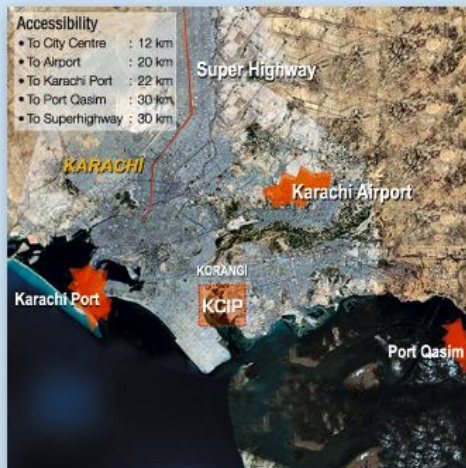 Accessibility
• To City Centre : 12 km
• To Airport : 20 km
• To Karachi Port : 22 km
• To Port Qasim : 30 km
• To Superhighway : 30 km
Super Highway
KARACHI
Karachi Airport
KORANGI
KCIP
Karachi Port
Port Qasim